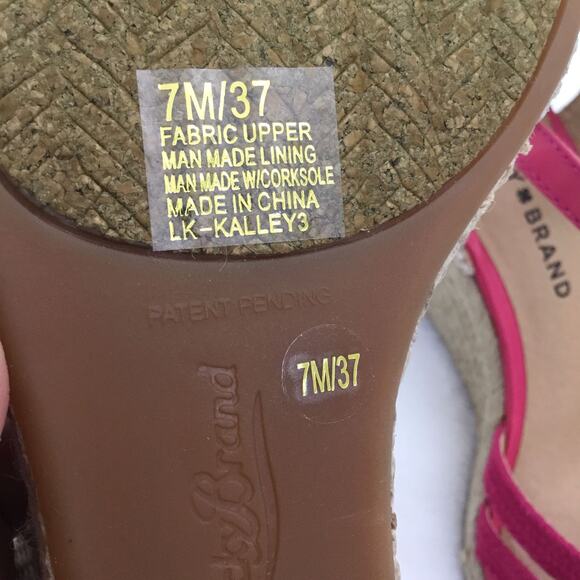 7M/37
FABRIC UPPER
MAN MADE LINING
MAN MADE W/CORKSOLE
MADE IN CHINA
LK-KALLEY3
PATENT PENDING
7M/37
Brand
BRAND